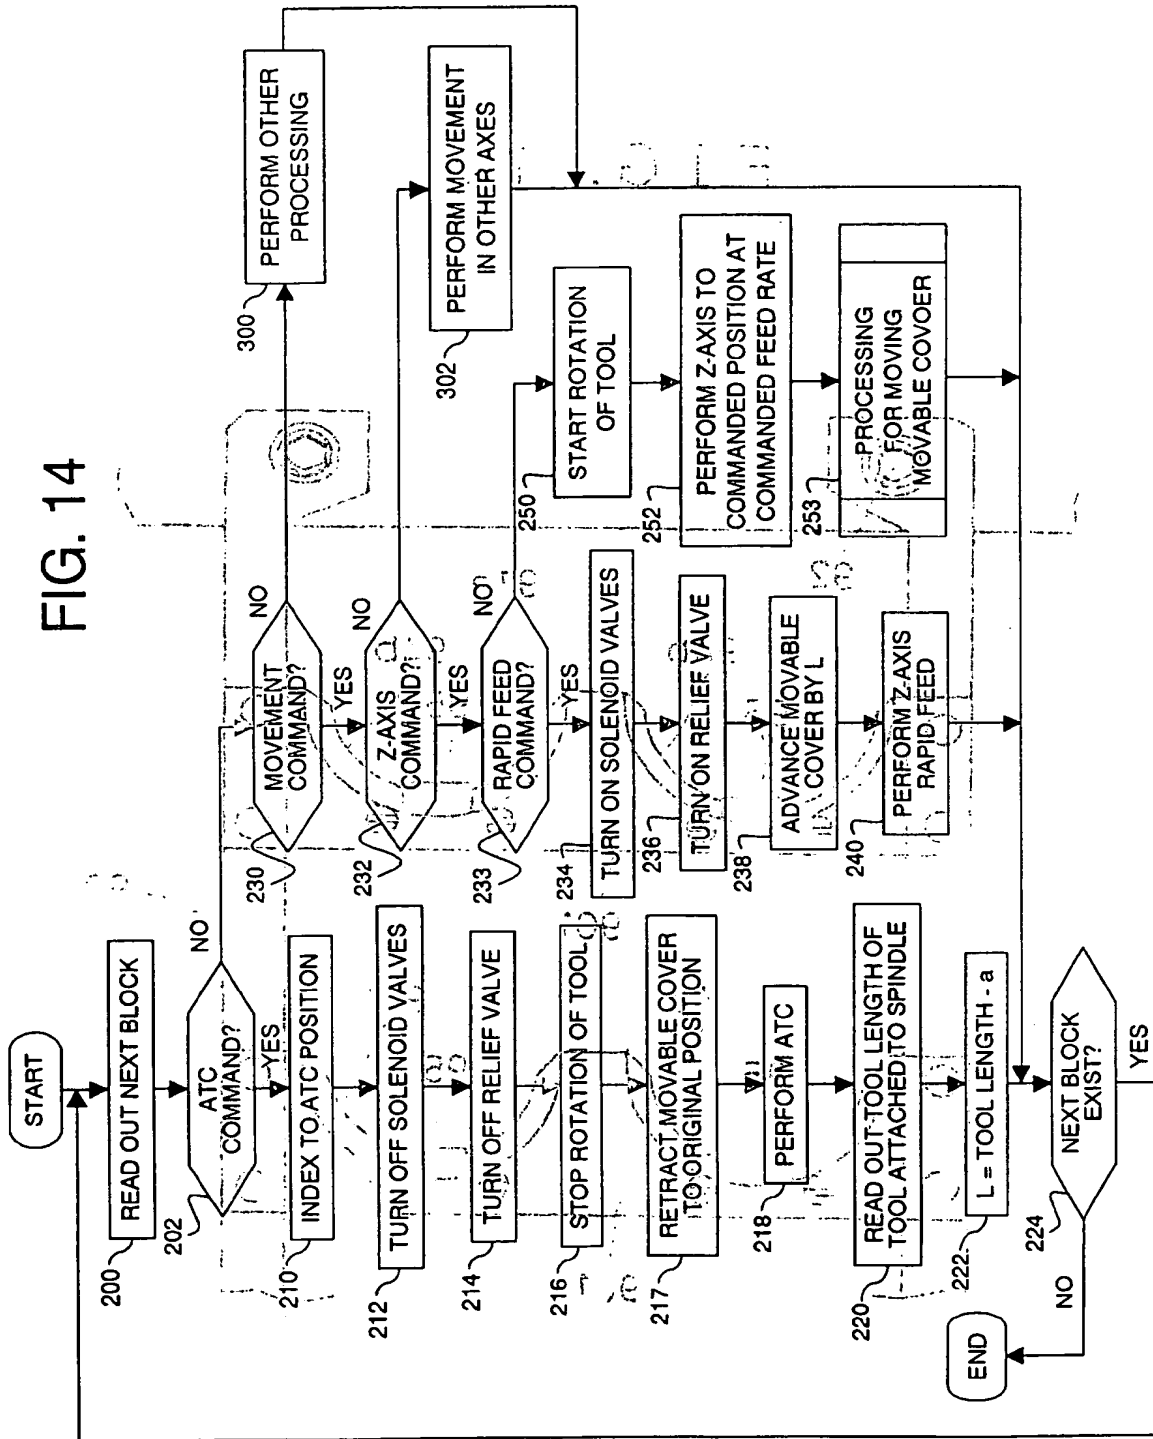 FIG. 14
START
READ OUT NEXT BLOCK
200
ATC
COMMAND?
202
NO
YES
INDEX TO ATC POSITION
210
TURN OFF SOLENOID VALVES
212
TURN OFF RELIEF VALVE
214
STOP ROTATION OF TOOL
216
RETRACT MOVABLE COVER
TO ORIGINAL POSITION
217
PERFORM ATC
218
READ OUT TOOL LENGTH OF
TOOL ATTACHED TO SPINDLE
220
L = TOOL LENGTH - a
222
NEXT BLOCK
EXIST?
224
NO
YES
END
MOVEMENT
COMMAND?
230
NO
YES
Z-AXIS
COMMAND?
232
NO
YES
RAPID FEED
COMMAND?
233
NO
YES
TURN ON SOLENOID VALVES
234
TURN ON RELIEF VALVE
236
ADVANCE MOVABLE
COVER BY L
238
PERFORM Z-AXIS
RAPID FEED
240
START ROTATION
OF TOOL
250
PERFORM Z-AXIS TO
COMMANDED POSITION AT
COMMANDED FEED RATE
252
PROCESSING
FOR MOVING
MOVABLE COVOER
253
PERFORM OTHER
PROCESSING
300
PERFORM MOVEMENT
IN OTHER AXES
302